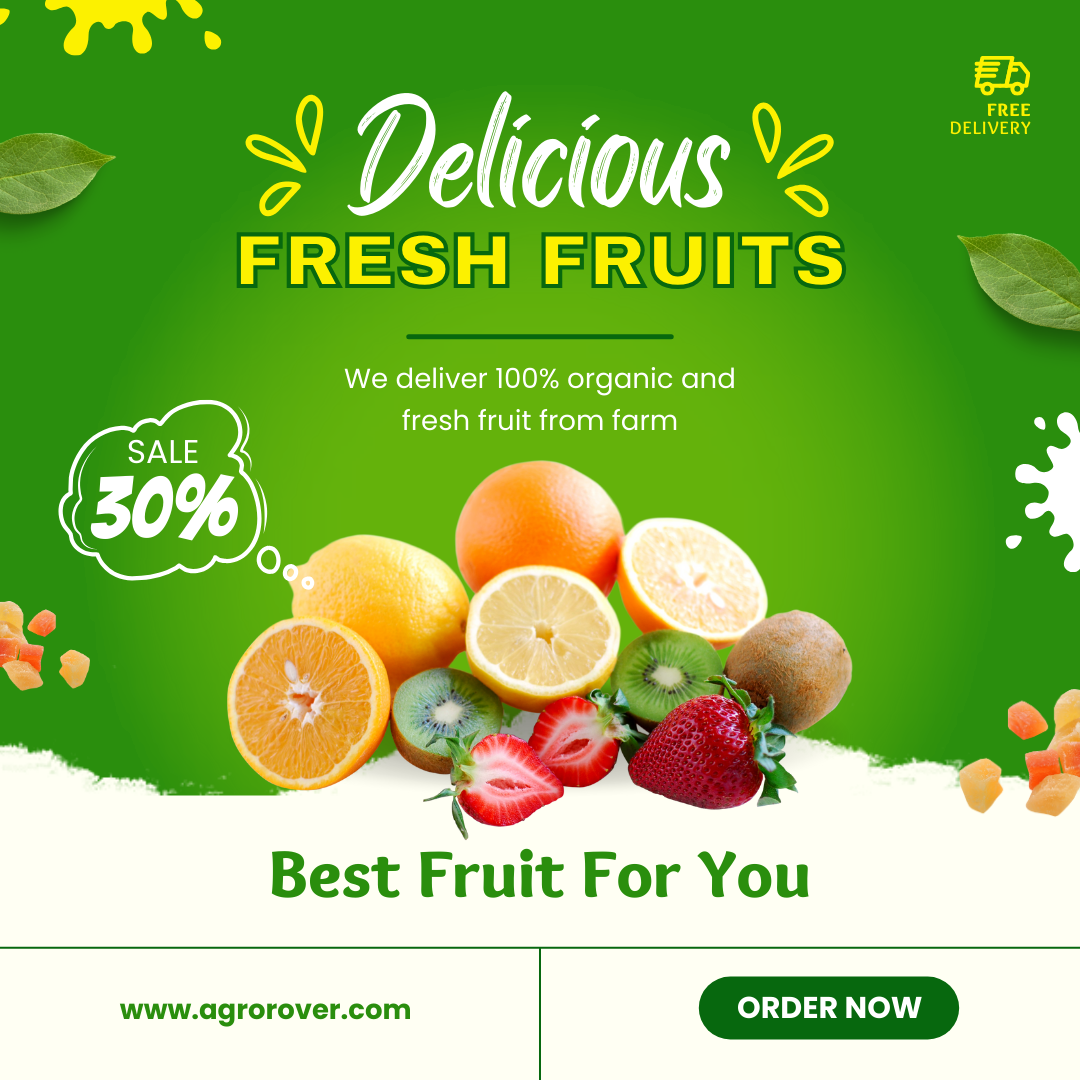 FREE
DELIVERY
Delicious
FRESH FRUITS
We deliver 100% organic and
fresh fruit from farm
SALE
30%
Best Fruit For You
www.agrorover.com
ORDER NOW